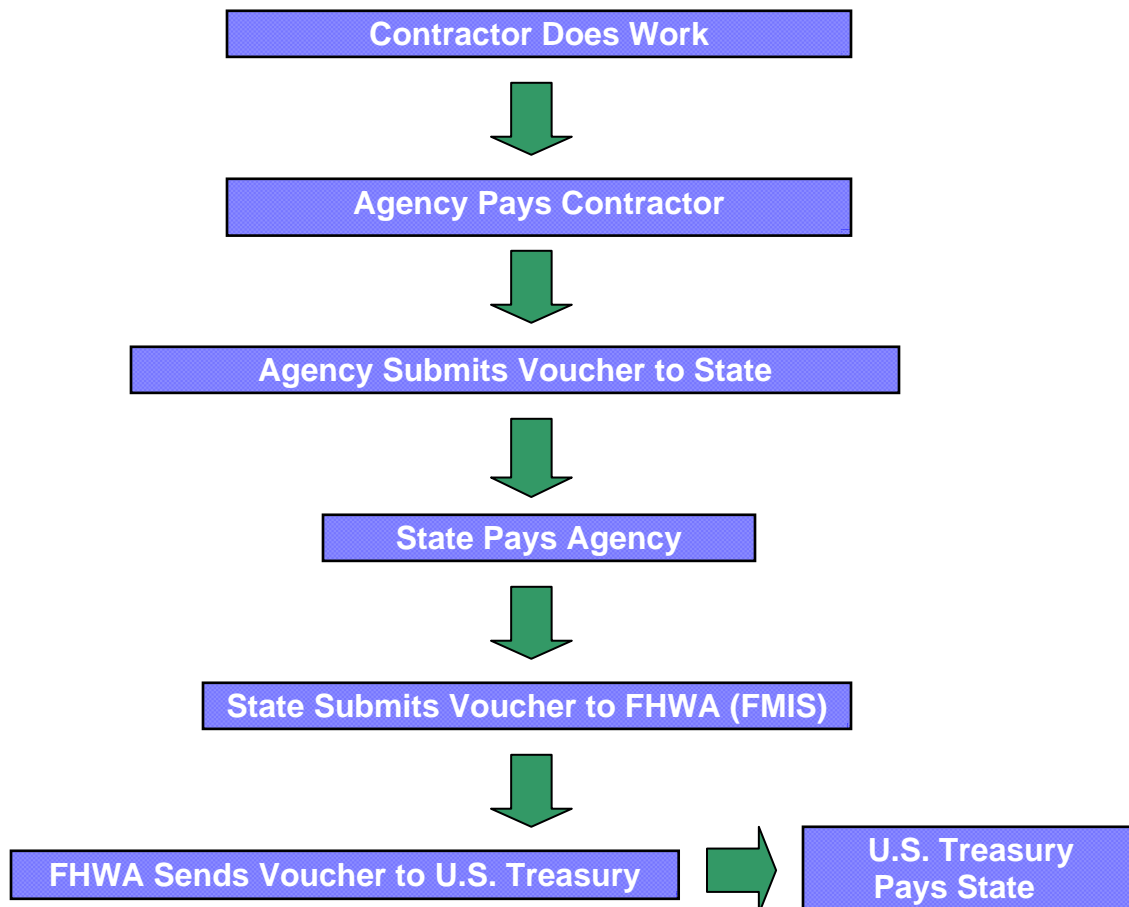 Contractor Does Work
Agency Pays Contractor
Agency Submits Voucher to State
State Pays Agency
State Submits Voucher to FHWA (FMIS)
FHWA Sends Voucher to U.S. Treasury
U.S. Treasury
Pays State